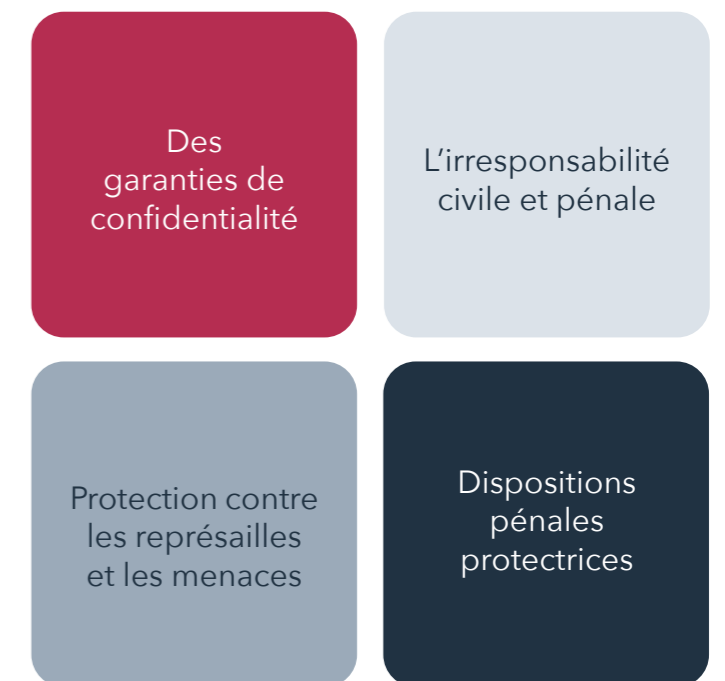 Des
garanties de
confidentialité
L’irresponsabilité
civile et pénale
Protection contre
les représailles
et les menaces
Dispositions
pénales
protectrices